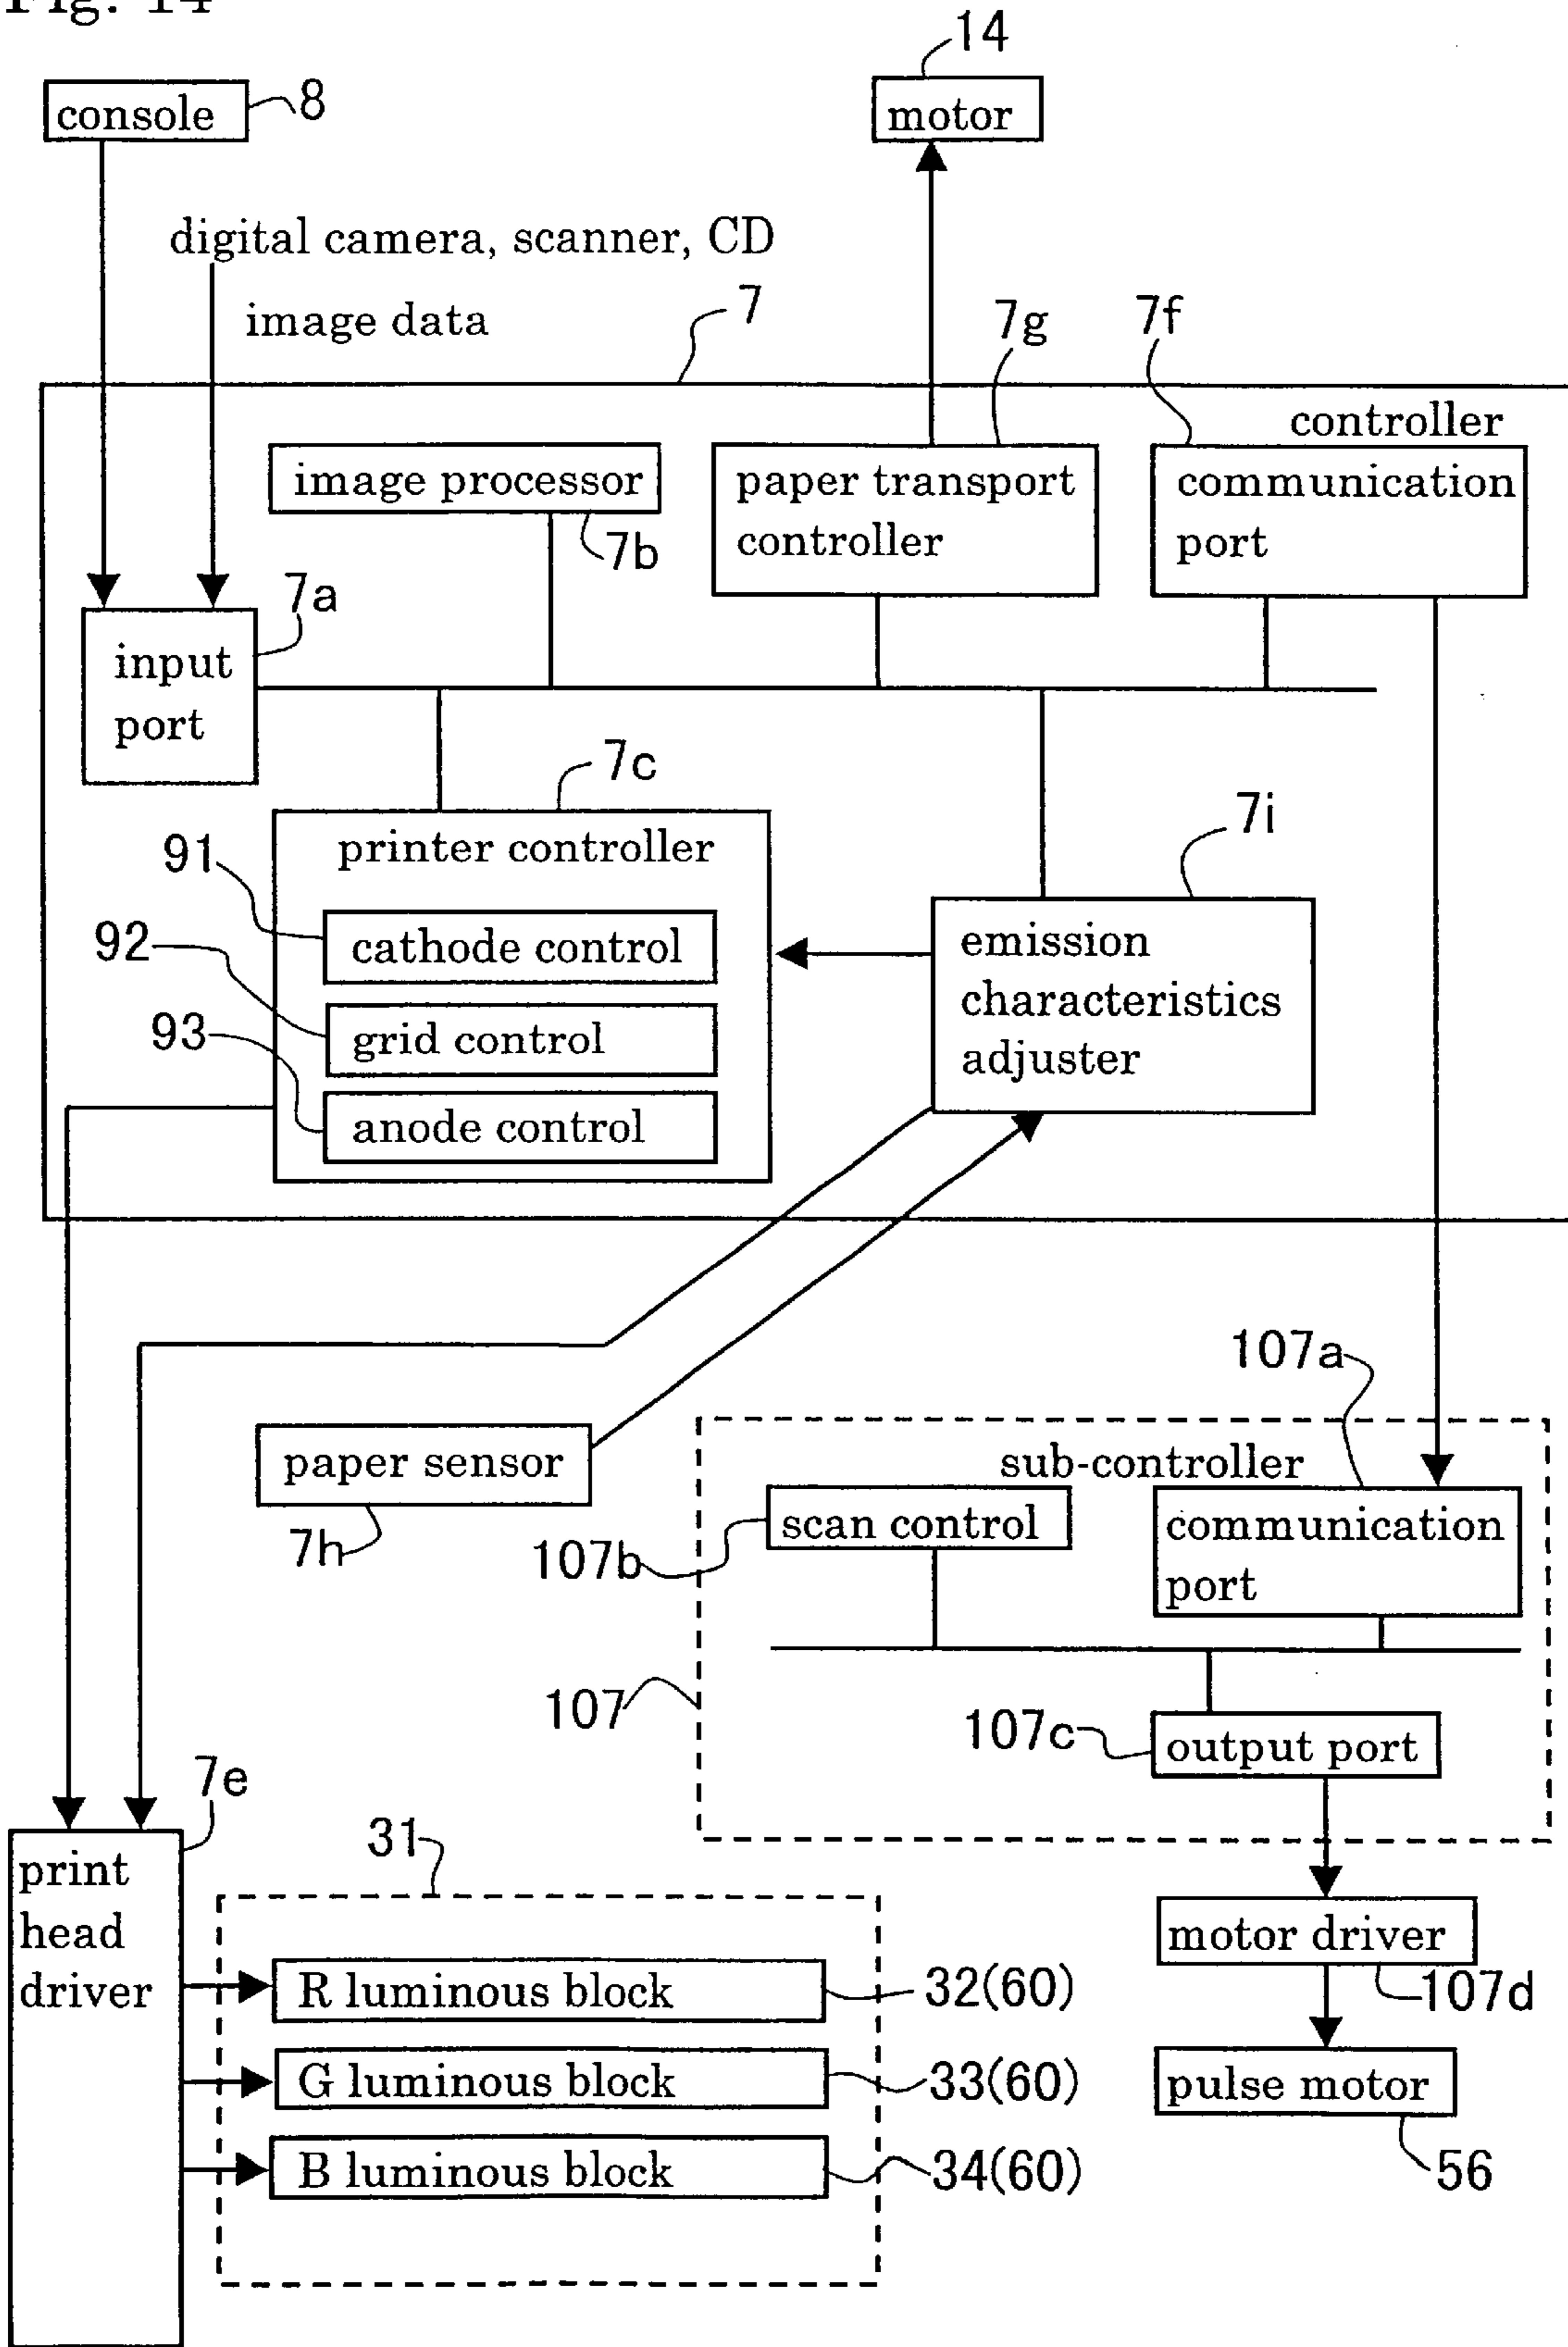 Fig. 14
14
console
8
motor
digital camera, scanner, CD
image data
7
7g
7f
controller
image processor
7b
paper transport
controller
communication
port
7a
input
port
7c
printer controller
91
cathode control
92
grid control
93
anode control
7i
emission
characteristics
adjuster
107a
paper sensor
7h
sub-controller
scan control
107b
communication
port
107
107c
output port
7e
print
head
driver
31
R luminous block
32(60)
G luminous block
33(60)
B luminous block
34(60)
motor driver
107d
pulse motor
56